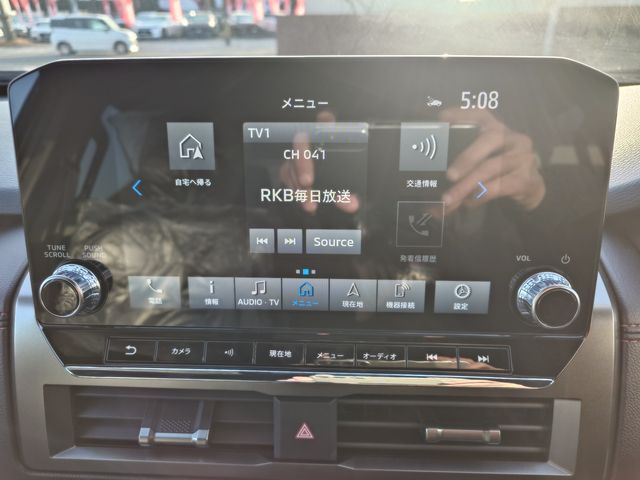 メニュー
5:08
TV1
CH 041
RKB毎日放送
Source
自宅へ帰る
交通情報
発着信履歴
TUNE
SCROLL
PUSH
SOUND
VOL
電話
情報
AUDIO・TV
メニュー
現在地
機器接続
設定
カメラ
現在地
メニュー
オーディオ